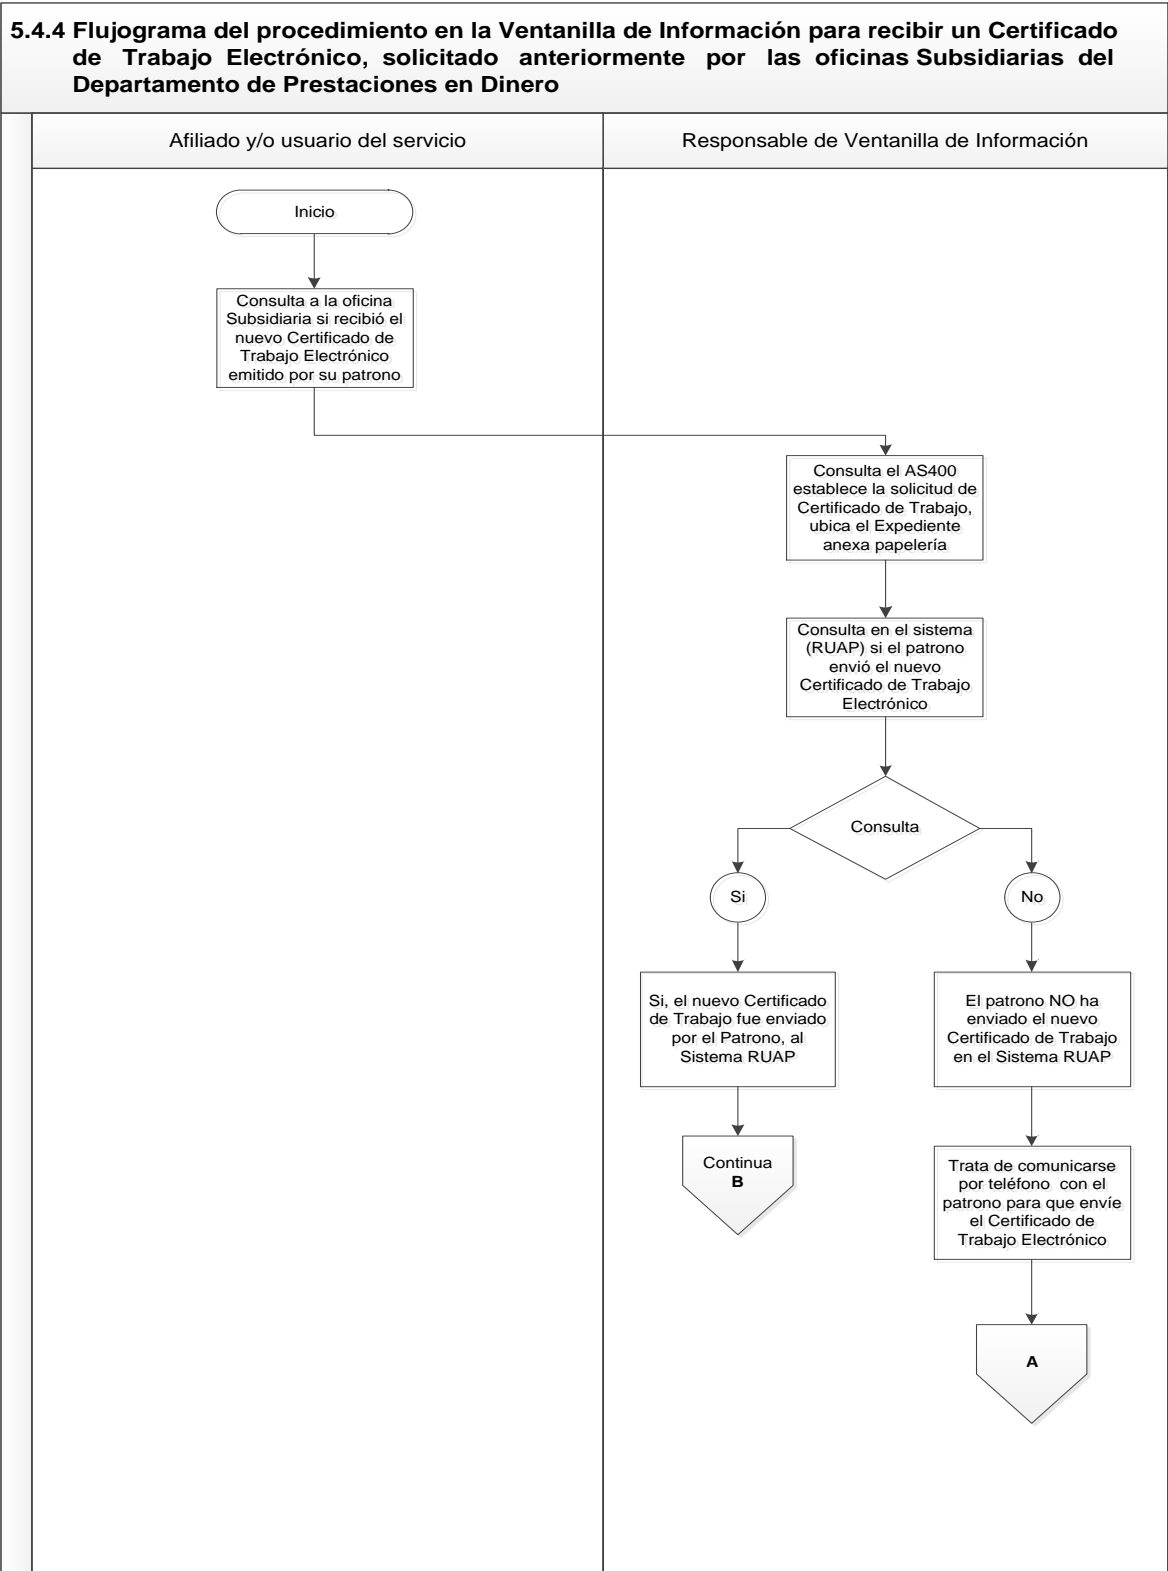 5.4.4 Flujograma del procedimiento en la Ventanilla de Información para recibir un Certificado
de Trabajo Electrónico, solicitado anteriormente por las oficinas Subsidiarias del
Departamento de Prestaciones en Dinero
Afiliado y/o usuario del servicio
Responsable de Ventanilla de Información
Inicio
Consulta a la oficina
Subsidiaria si recibió el
nuevo Certificado de
Trabajo Electrónico
emitido por su patrono
Consulta el AS400
establece la solicitud de
Certificado de Trabajo,
ubica el Expediente
anexa papelería
Consulta en el sistema
(RUAP) si el patrono
envió el nuevo
Certificado de Trabajo
Electrónico
Consulta
Si
No
Si, el nuevo Certificado
de Trabajo fue enviado
por el Patrono, al
Sistema RUAP
El patrono NO ha
enviado el nuevo
Certificado de Trabajo
en el Sistema RUAP
Continua
B
Trata de comunicarse
por teléfono con el
patrono para que envíe
el Certificado de
Trabajo Electrónico
A